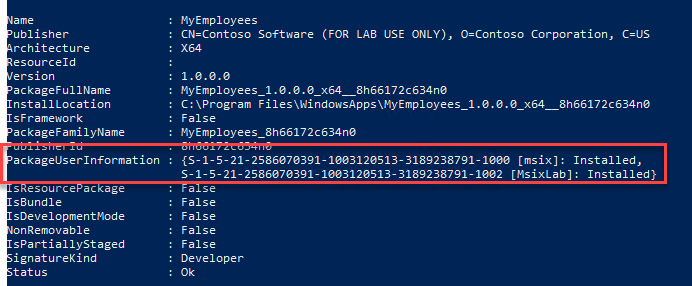 Name : MyEmployees
Publisher : CN=Contoso Software (FOR LAB USE ONLY), O=Contoso Corporation, C=US
Architecture : X64
ResourceId :
Version : 1.0.0.0
PackageFullName : MyEmployees_1.0.0.0_x64__8h66172c634n0
InstallLocation : C:\Program Files\WindowsApps\MyEmployees_1.0.0.0_x64__8h66172c634n0
IsFramework : False
PackageFamilyName : MyEmployees_8h66172c634n0
PublisherId : 8h66172c634n0
PackageUserInformation : {S-1-5-21-2586070391-1003120513-3189238791-1000 [msix]: Installed,
S-1-5-21-2586070391-1003120513-3189238791-1002 [MsixLab]: Installed}
IsResourcePackage : False
IsBundle : False
IsDevelopmentMode : False
NonRemovable : False
IsPartiallyStaged : False
SignatureKind : Developer
Status : Ok